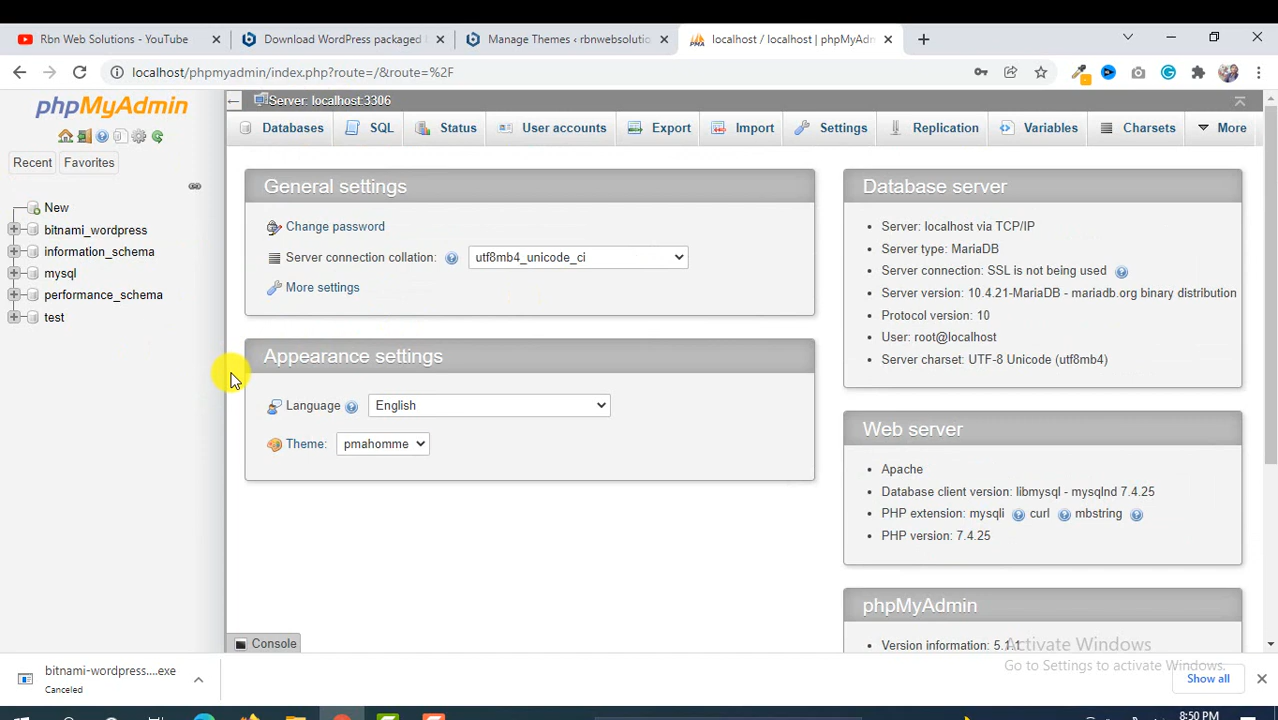 Rbn Web Solutions - YouTube
Download WordPress packaged b
Manage Themes ‹ rbnwebsolutio
localhost / localhost | phpMyAdn
localhost/phpmyadmin/index.php?route=/&route=%2F
phpMyAdmin
Recent
Favorites
New
bitnami_wordpress
information_schema
mysql
performance_schema
test
Server: localhost:3306
Databases
SQL
Status
User accounts
Export
Import
Settings
Replication
Variables
Charsets
More
General settings
Change password
Server connection collation:
utf8mb4_unicode_ci
More settings
Appearance settings
Language
English
Theme:
pmahomme
Database server
Server: localhost via TCP/IP
Server type: MariaDB
Server connection: SSL is not being used
Server version: 10.4.21-MariaDB - mariadb.org binary distribution
Protocol version: 10
User: root@localhost
Server charset: UTF-8 Unicode (utf8mb4)
Web server
Apache
Database client version: libmysql - mysqlnd 7.4.25
PHP extension: mysqli curl mbstring
PHP version: 7.4.25
phpMyAdmin
Version information: 5.1.1
Console
Activate Windows
Go to Settings to activate Windows.
bitnami-wordpress....exe
Canceled
Show all
8:50 PM